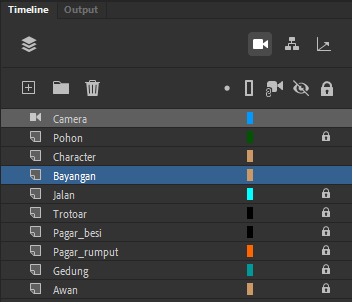 Timeline Output
Camera
Pohon
Character
Bayangan
Jalan
Trotoar
Pagar_besi
Pagar_rumput
Gedung
Awan